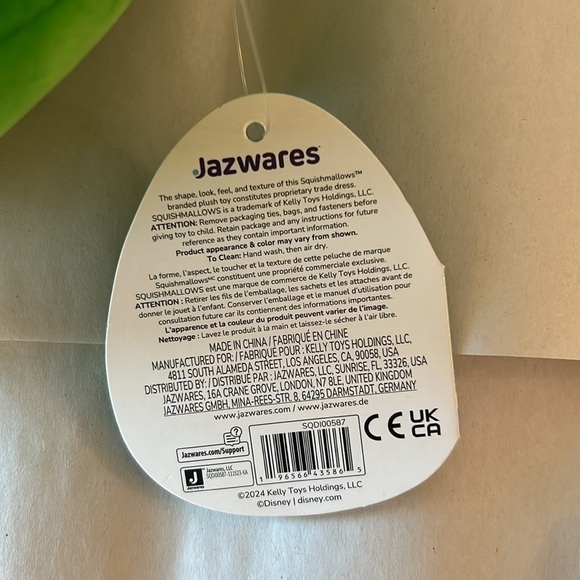 Jazwares
The shape, look, feel, and texture of this Squishmallows™
branded plush toy constitutes proprietary trade dress.
SQUISHMALLOWS is a trademark of Kelly Toys Holdings, LLC.
ATTENTION: Remove packaging ties, bags, and fasteners before
giving toy to child. Retain package and any instructions for future
reference as they contain important information.
Product appearance & color may vary from shown.
To Clean: Hand wash, then air dry.
La forme, l'aspect, le toucher et la texture de cette peluche de marque
Squishmallowsᴹᶜ constituent une propriété commerciale exclusive.
SQUISHMALLOWS est une marque de commerce de Kelly Toys Holdings, LLC.
ATTENTION : Retirer les fils de l'emballage, les sachets et les attaches avant de
donner le jouet à l'enfant. Conserver l'emballage et le manuel d'utilisation pour
consultation future car ils contiennent des informations importantes.
L'apparence et la couleur du produit peuvent varier de l'image.
Nettoyage : Lavez le produit à la main et laissez-le sécher à l'air libre.
MADE IN CHINA / FABRIQUÉ EN CHINE
MANUFACTURED FOR: / FABRIQUÉ POUR : KELLY TOYS HOLDINGS, LLC,
4811 SOUTH ALAMEDA STREET, LOS ANGELES, CA, 90058, USA
DISTRIBUTED BY: / DISTRIBUÉ PAR : JAZWARES, LLC, SUNRISE, FL, 33326, USA
JAZWARES, 16A CRANE GROVE, LONDON, N7 8LE, UNITED KINGDOM
JAZWARES GMBH, MINA-REES-STR. 8, 64295 DARMSTADT, GERMANY
www.jazwares.com / www.jazwares.de
SQDI00587
CE UK
CA
Jazwares.com/Support
J Jazwares, LLC
SQDI00587-111523-KA
1 96566 43586 5
©2024 Kelly Toys Holdings, LLC
©Disney | disney.com